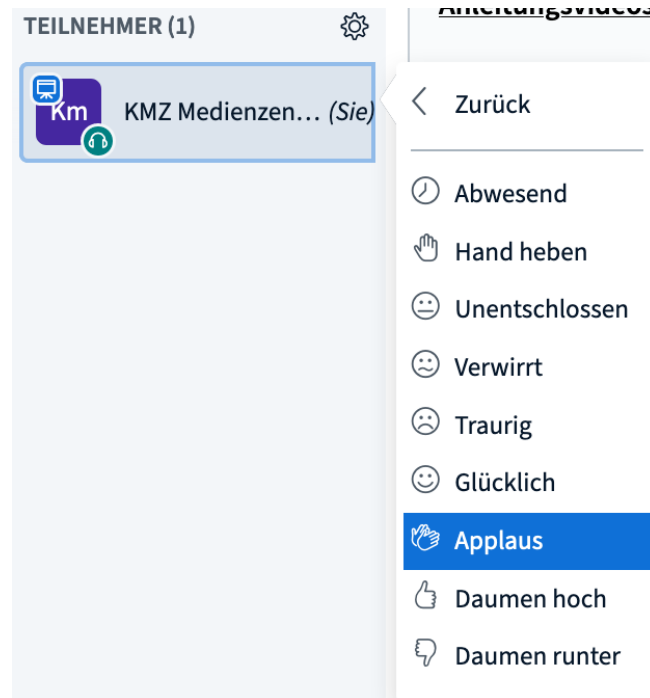 Anleitungsvideos
TEILNEHMER (1)
Km
KMZ Medienzen… (Sie)
Zurück
Abwesend
Hand heben
Unentschlossen
Verwirrt
Traurig
Glücklich
Applaus
Daumen hoch
Daumen runter